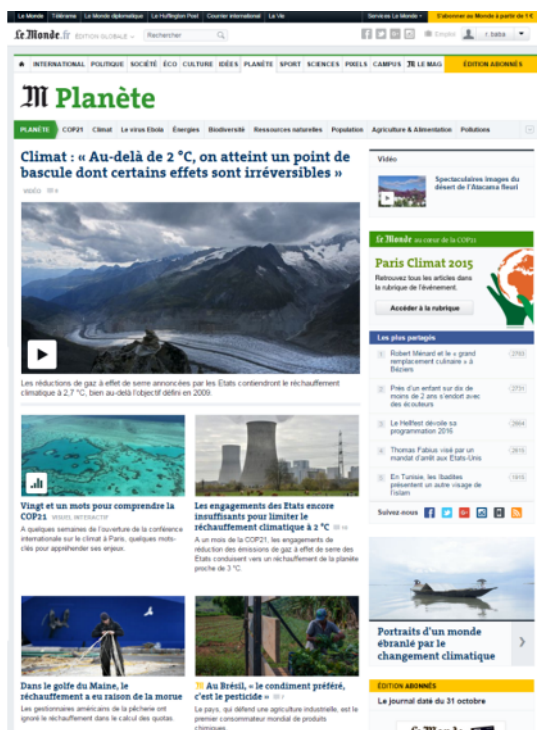 Le Monde Télérama Le Monde diplomatique Le Huffington Post Courrier international La Vie
Services Le Monde S'abonner au Monde à partir de 1 €
Le Monde.fr ÉDITION GLOBALE Rechercher
Emploi r. baba
INTERNATIONAL POLITIQUE SOCIÉTÉ ÉCO CULTURE IDÉES PLANÈTE SPORT SCIENCES PIXELS CAMPUS M LE MAG ÉDITION ABONNÉS
M Planète
PLANÈTE COP21 Climat Le virus Ebola Énergies Biodiversité Ressources naturelles Population Agriculture & Alimentation Pollutions
Climat : « Au-delà de 2 °C, on atteint un point de
bascule dont certains effets sont irréversibles »
VIDÉO
Les réductions de gaz à effet de serre annoncées par les Etats contiendront le réchauffement
climatique à 2,7 °C, bien au-delà l'objectif défini en 2009.
Vingt et un mots pour comprendre la
COP21 VISUEL INTERACTIF
A quelques semaines de l'ouverture de la conférence
internationale sur le climat à Paris, quelques mots-
clés pour appréhender ses enjeux.
Les engagements des Etats encore
insuffisants pour limiter le
réchauffement climatique à 2 °C
A un mois de la COP21, les engagements de
réduction des émissions de gaz à effet de serre des
Etats conduisent vers un réchauffement de la planète
proche de 3 °C.
Dans le golfe du Maine, le
réchauffement a eu raison de la morue
Les gestionnaires américains de la pêcherie ont
ignoré le réchauffement dans le calcul des quotas.
M Au Brésil, « le condiment préféré,
c'est le pesticide »
Le pays, qui défend une agriculture industrielle, est le
premier consommateur mondial de produits
chimiques.
Vidéo
Spectaculaires images du
désert de l'Atacama fleuri
Le Monde au cœur de la COP21
Paris Climat 2015
Retrouvez tous les articles dans
la rubrique de l'événement.
Accéder à la rubrique
Les plus partagés
1 Robert Ménard et le « grand
remplacement culinaire » à
Béziers
2 Près d'un enfant sur dix de
moins de 2 ans s'endort avec
des écouteurs
3 Le Hellfest dévoile sa
programmation 2016
4 Thomas Fabius visé par un
mandat d'arrêt aux Etats-Unis
5 En Tunisie, les Ibadites
présentent un autre visage de
l'islam
Suivez-nous
Portraits d'un monde
ébranlé par le
changement climatique
ÉDITION ABONNÉS
Le journal daté du 31 octobre